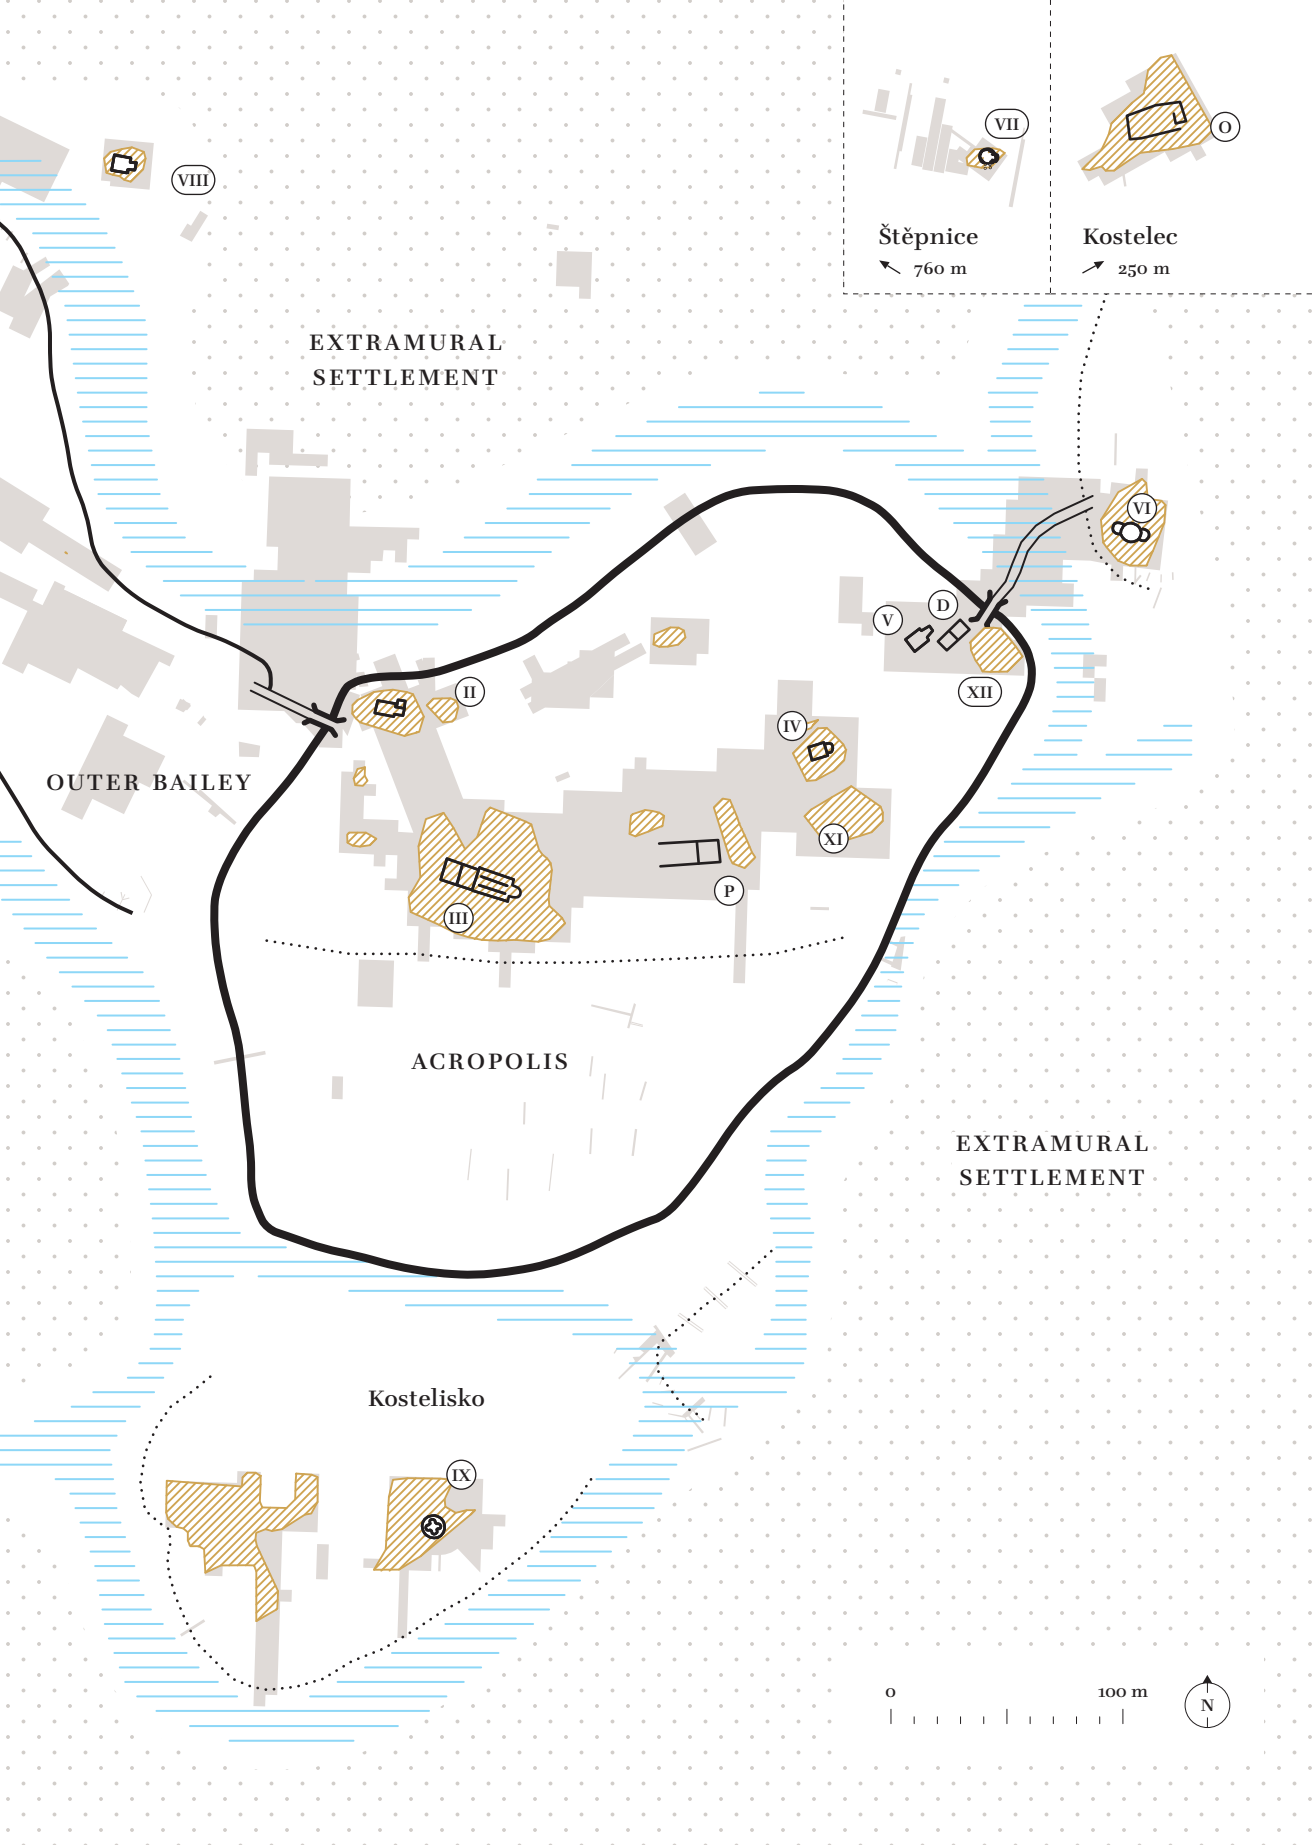 VII
O
VIII
Štěpnice
760 m
Kostelec
250 m
EXTRAMURAL
SETTLEMENT
VI
D
V
XII
II
IV
OUTER BAILEY
XI
P
III
ACROPOLIS
EXTRAMURAL
SETTLEMENT
Kostelisko
IX
0
100 m
N